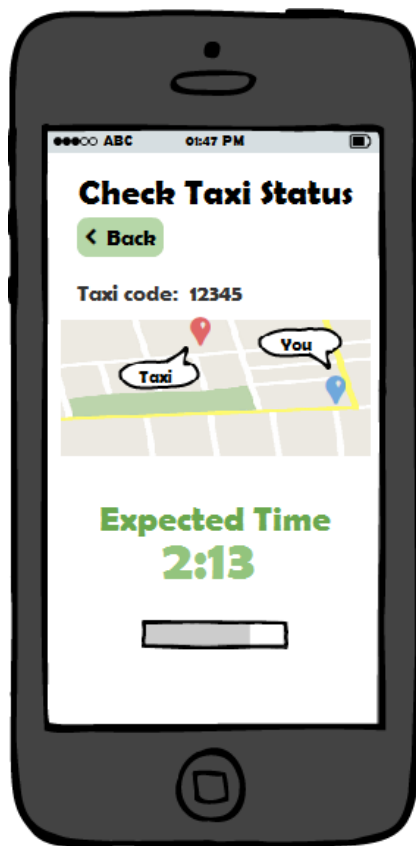 ABC 01:47 PM
Check Taxi Status
< Back
Taxi code: 12345
You
Taxi
Expected Time
2:13